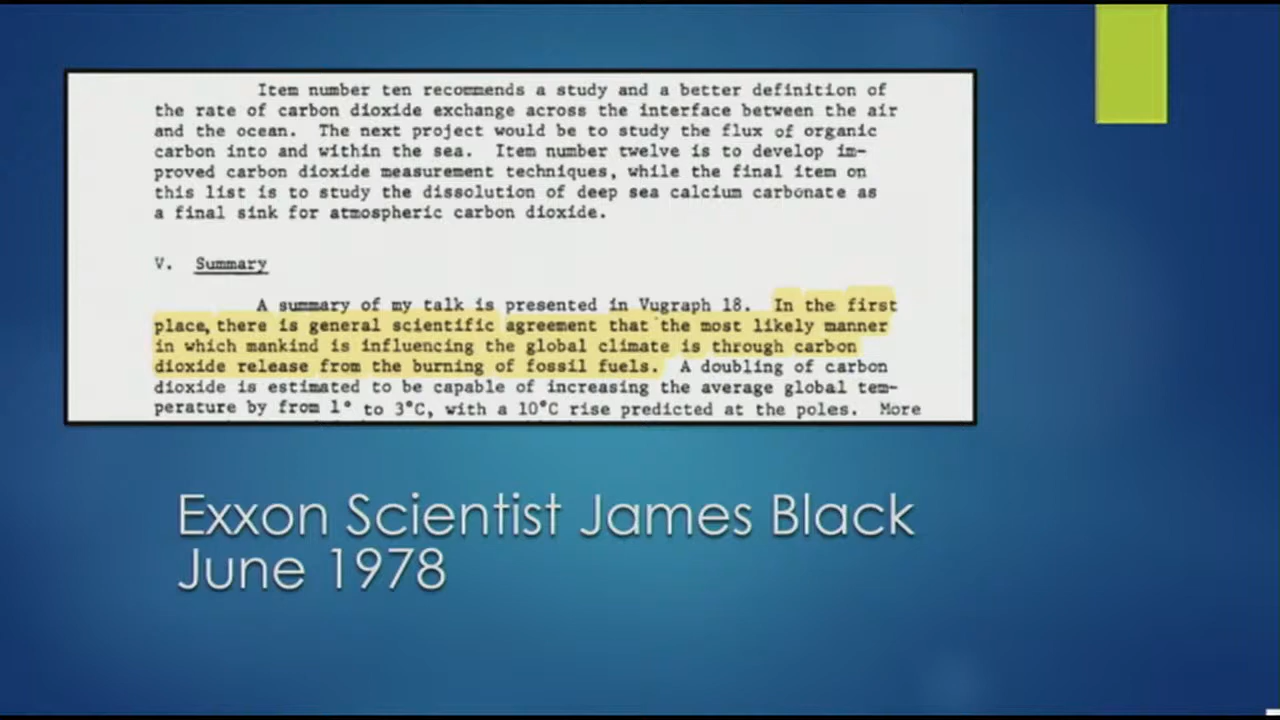 Item number ten recommends a study and a better definition of
the rate of carbon dioxide exchange across the interface between the air
and the ocean. The next project would be to study the flux of organic
carbon into and within the sea. Item number twelve is to develop im-
proved carbon dioxide measurement techniques, while the final item on
this list is to study the dissolution of deep sea calcium carbonate as
a final sink for atmospheric carbon dioxide.
V. Summary
A summary of my talk is presented in Vugraph 18. In the first
place, there is general scientific agreement that the most likely manner
in which mankind is influencing the global climate is through carbon
dioxide release from the burning of fossil fuels. A doubling of carbon
dioxide is estimated to be capable of increasing the average global tem-
perature by from 1° to 3°C, with a 10°C rise predicted at the poles. More
Exxon Scientist James Black
June 1978